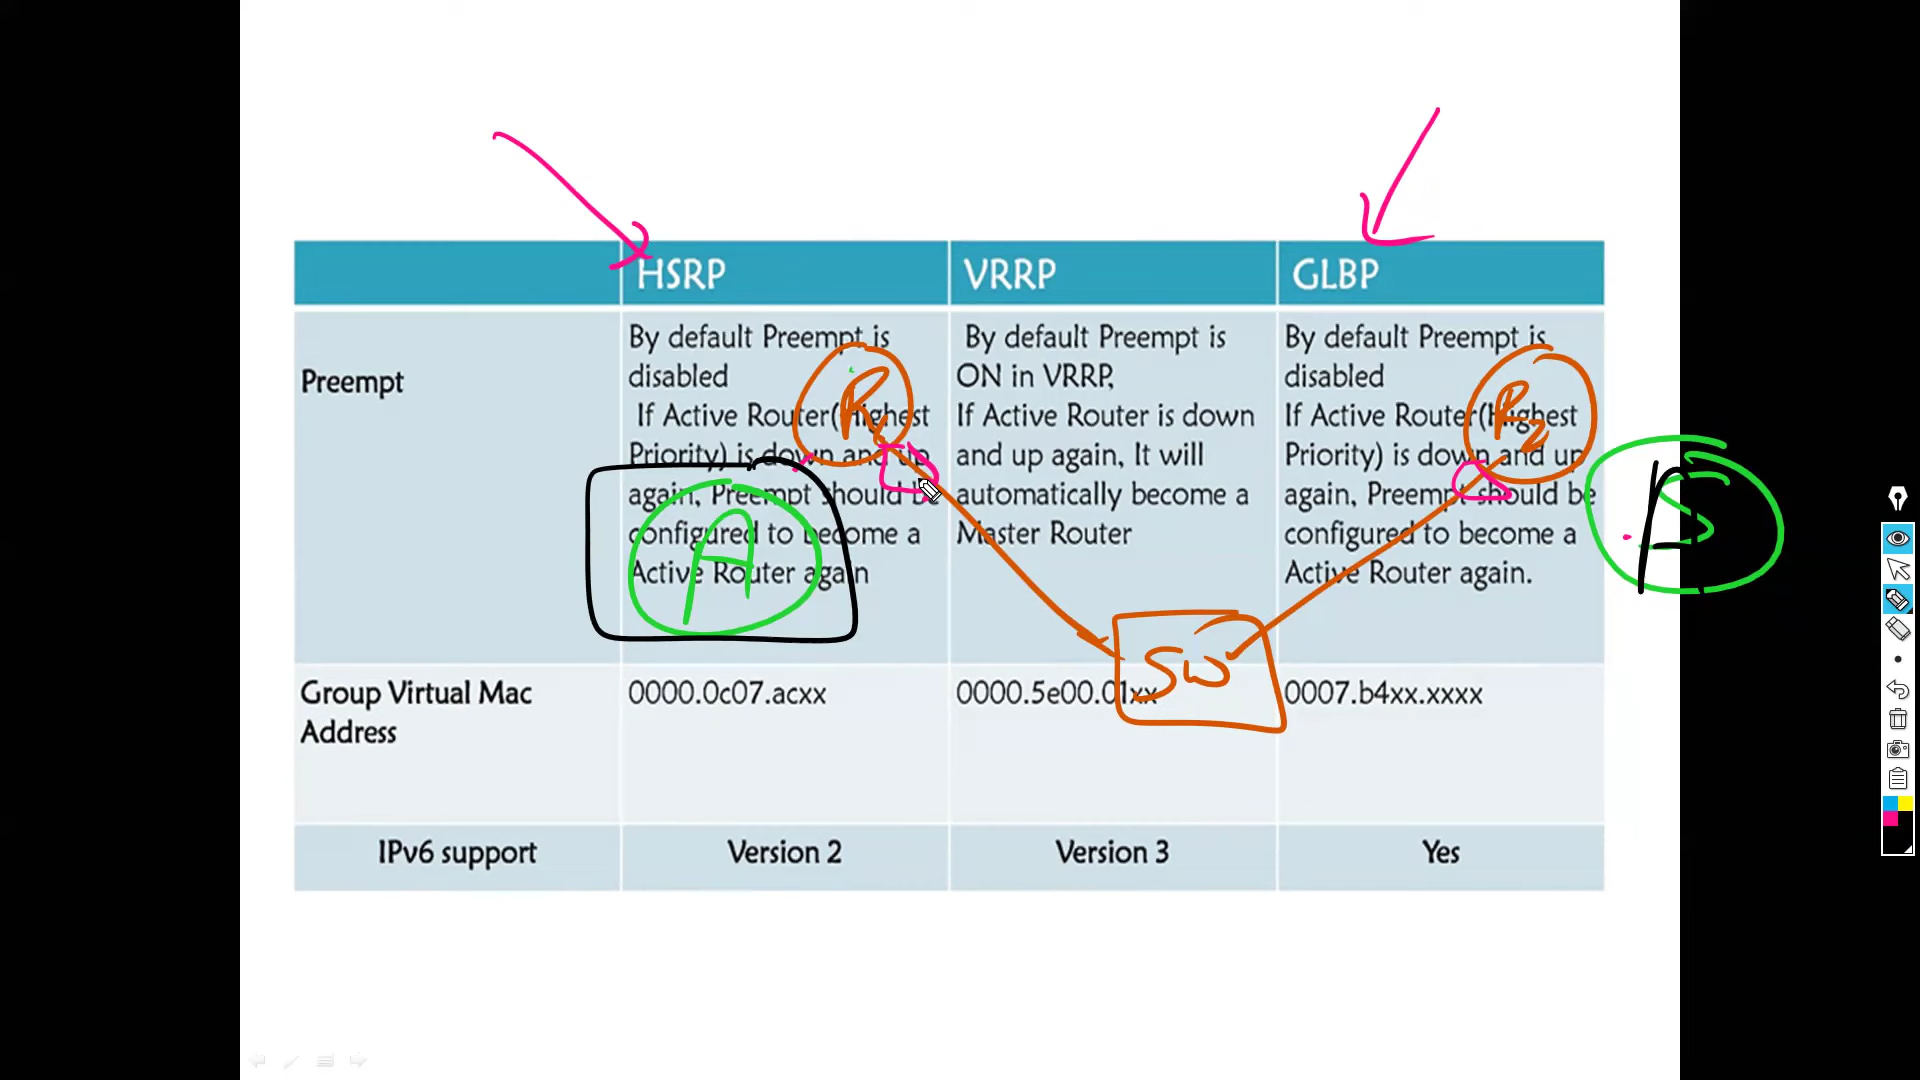 HSRP VRRP GLBP
Preempt
By default Preempt is
disabled
If Active Router(Highest
Priority) is down and up
again, Preempt should be
configured to become a
Active Router again
By default Preempt is
ON in VRRP,
If Active Router is down
and up again, It will
automatically become a
Master Router
By default Preempt is
disabled
If Active Router(Highest
Priority) is down and up
again, Preempt should be
configured to become a
Active Router again.
R1
R2
A
S
SW
Group Virtual Mac
Address
0000.0c07.acxx
0000.5e00.01xx
0007.b4xx.xxxx
IPv6 support Version 2 Version 3 Yes